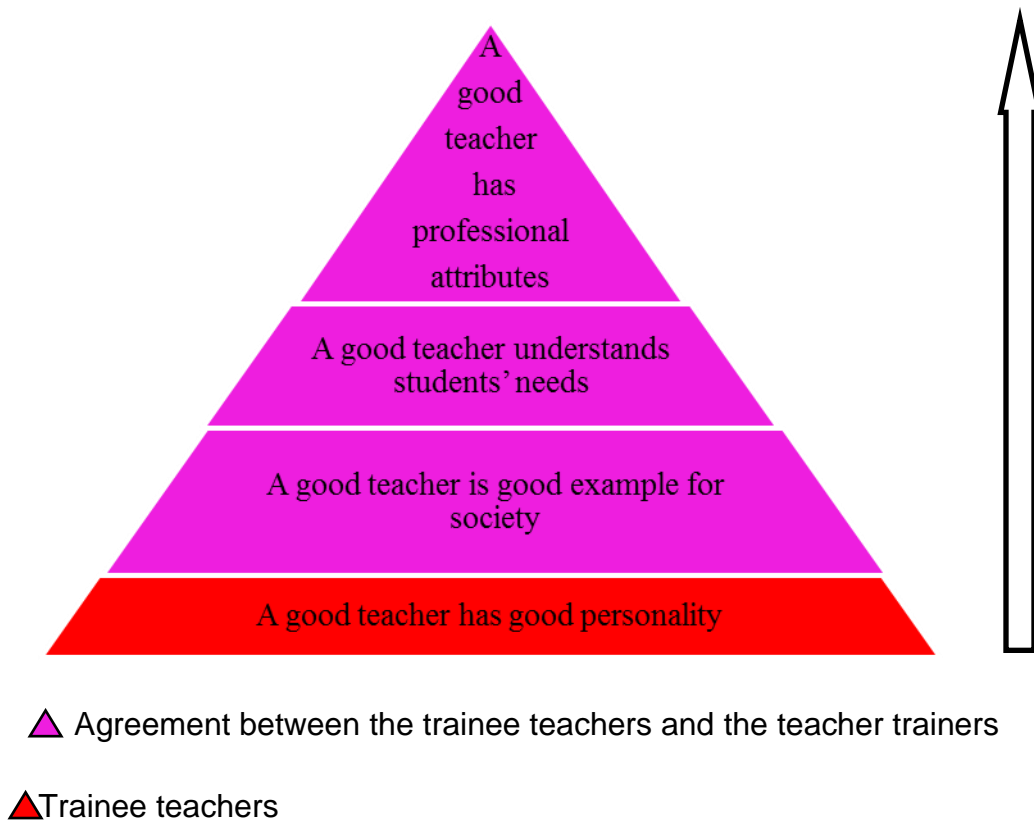 A
good
teacher
has
professional
attributes
A good teacher understands
students’ needs
A good teacher is good example for
society
A good teacher has good personality
Agreement between the trainee teachers and the teacher trainers
Trainee teachers